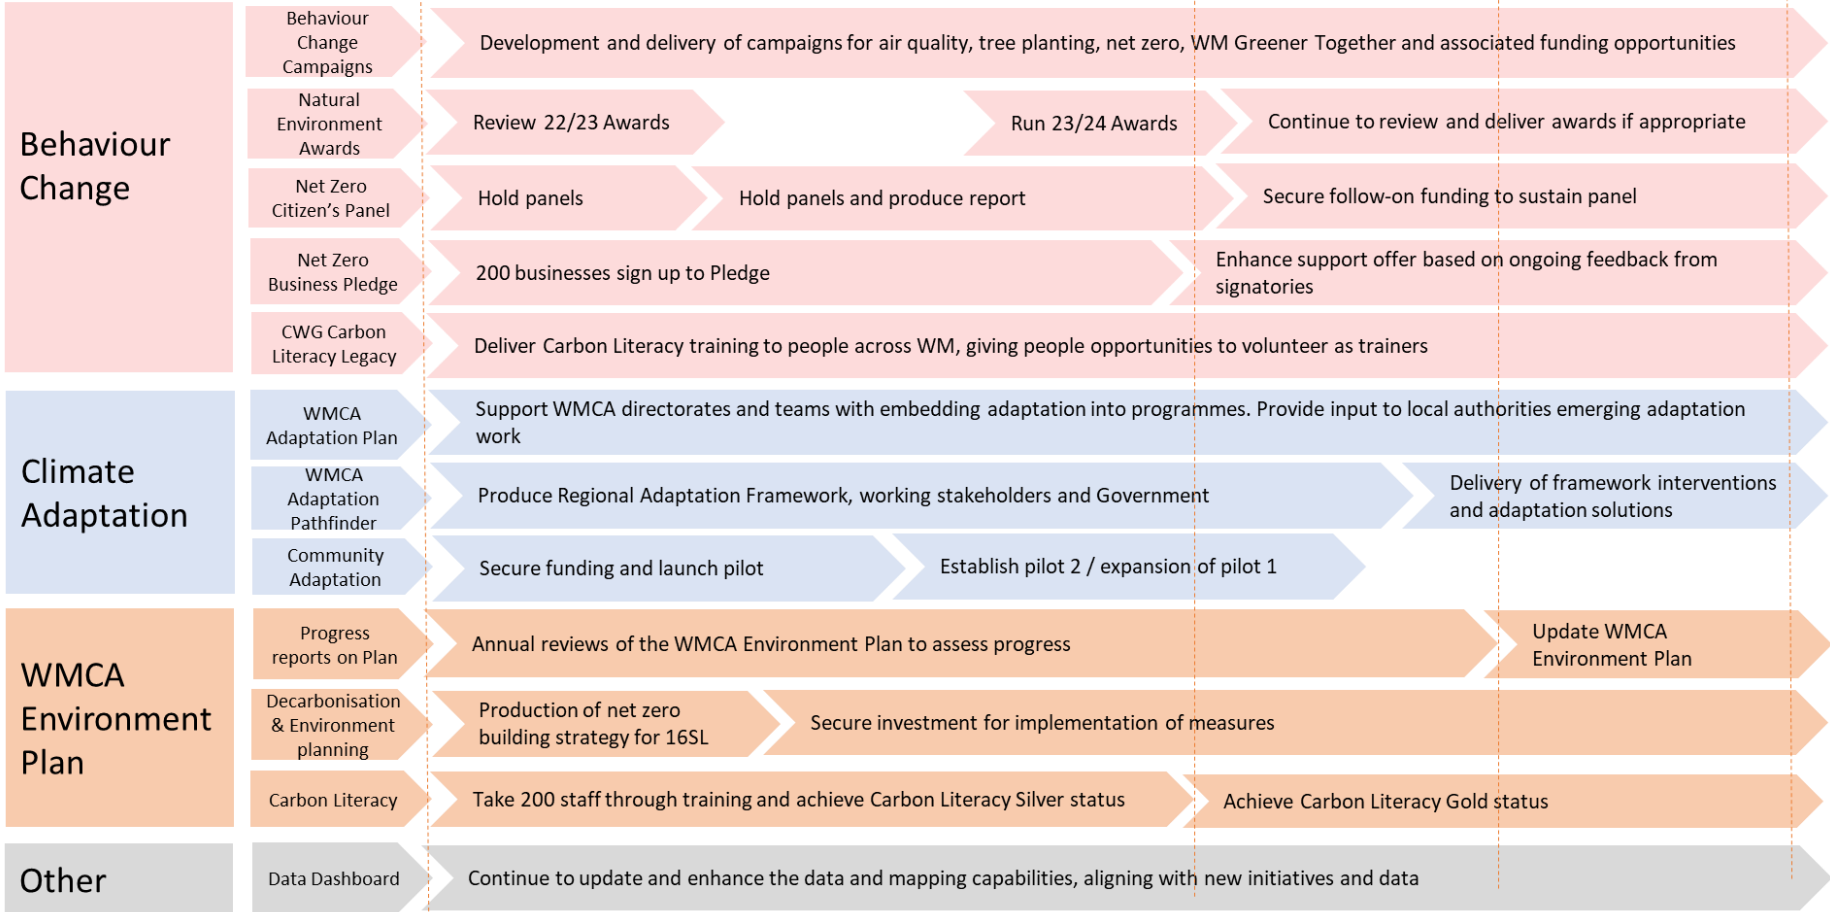 Behaviour
Change
Behaviour
Change
Campaigns
Development and delivery of campaigns for air quality, tree planting, net zero, WM Greener Together and associated funding opportunities
Natural
Environment
Awards
Review 22/23 Awards
Run 23/24 Awards
Continue to review and deliver awards if appropriate
Net Zero
Citizen’s Panel
Hold panels
Hold panels and produce report
Secure follow-on funding to sustain panel
Net Zero
Business Pledge
200 businesses sign up to Pledge
Enhance support offer based on ongoing feedback from
signatories
CWG Carbon
Literacy Legacy
Deliver Carbon Literacy training to people across WM, giving people opportunities to volunteer as trainers
Climate
Adaptation
WMCA
Adaptation Plan
Support WMCA directorates and teams with embedding adaptation into programmes. Provide input to local authorities emerging adaptation
work
WMCA
Adaptation
Pathfinder
Produce Regional Adaptation Framework, working stakeholders and Government
Delivery of framework interventions
and adaptation solutions
Community
Adaptation
Secure funding and launch pilot
Establish pilot 2 / expansion of pilot 1
WMCA
Environment
Plan
Progress
reports on Plan
Annual reviews of the WMCA Environment Plan to assess progress
Update WMCA
Environment Plan
Decarbonisation
& Environment
planning
Production of net zero
building strategy for 16SL
Secure investment for implementation of measures
Carbon Literacy
Take 200 staff through training and achieve Carbon Literacy Silver status
Achieve Carbon Literacy Gold status
Other
Data Dashboard
Continue to update and enhance the data and mapping capabilities, aligning with new initiatives and data